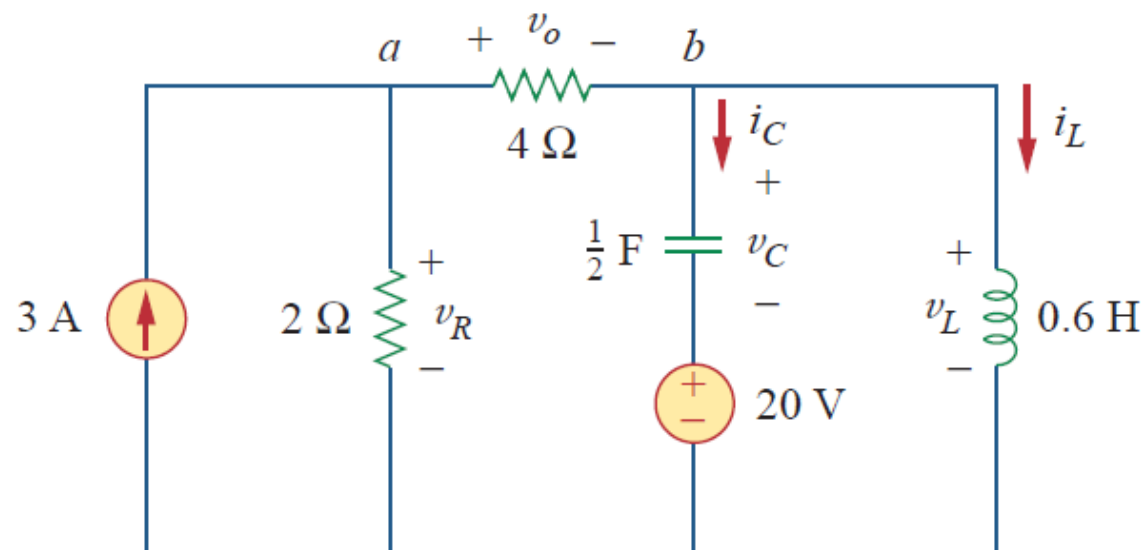 a + v_o − b
4 Ω
i_C
i_L
3 A
2 Ω
+
v_R
−
1/2 F
+
v_C
−
+
−
20 V
+
v_L
−
0.6 H